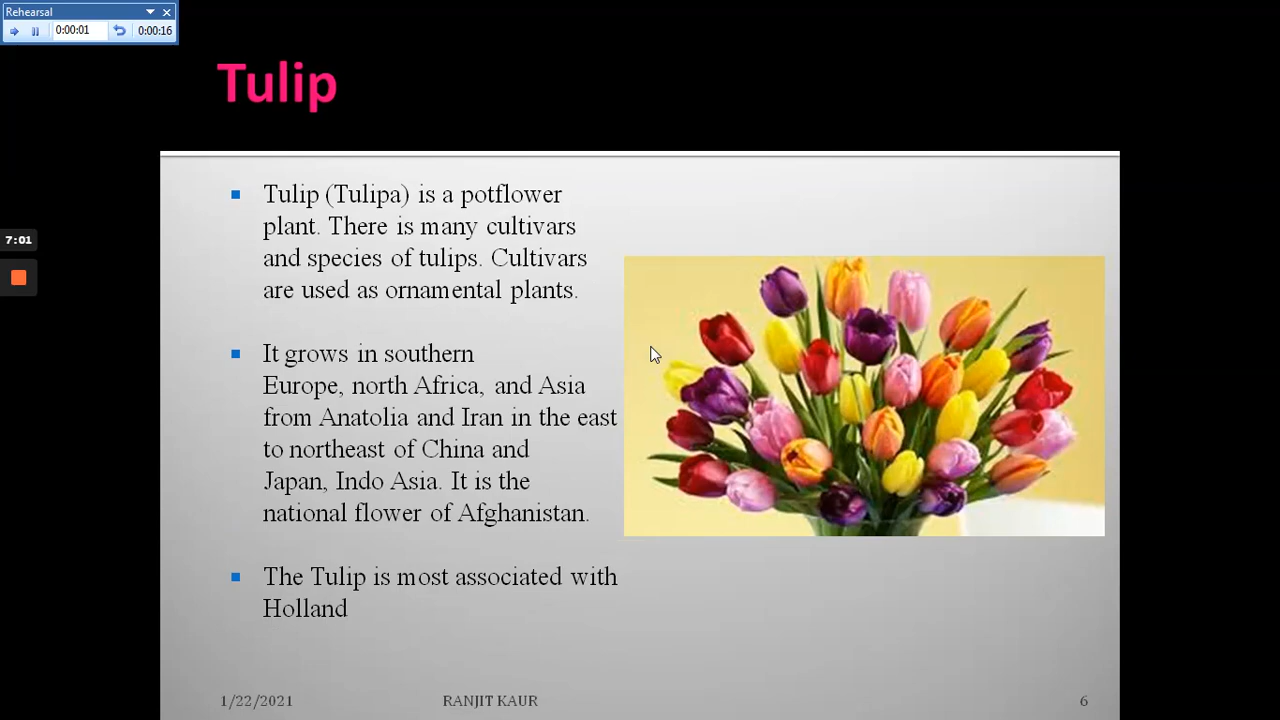 Rehearsal
0:00:01 0:00:16
Tulip
Tulip (Tulipa) is a potflower
plant. There is many cultivars
and species of tulips. Cultivars
are used as ornamental plants.
7:01
It grows in southern
Europe, north Africa, and Asia
from Anatolia and Iran in the east
to northeast of China and
Japan, Indo Asia. It is the
national flower of Afghanistan.
The Tulip is most associated with
Holland
1/22/2021 RANJIT KAUR 6